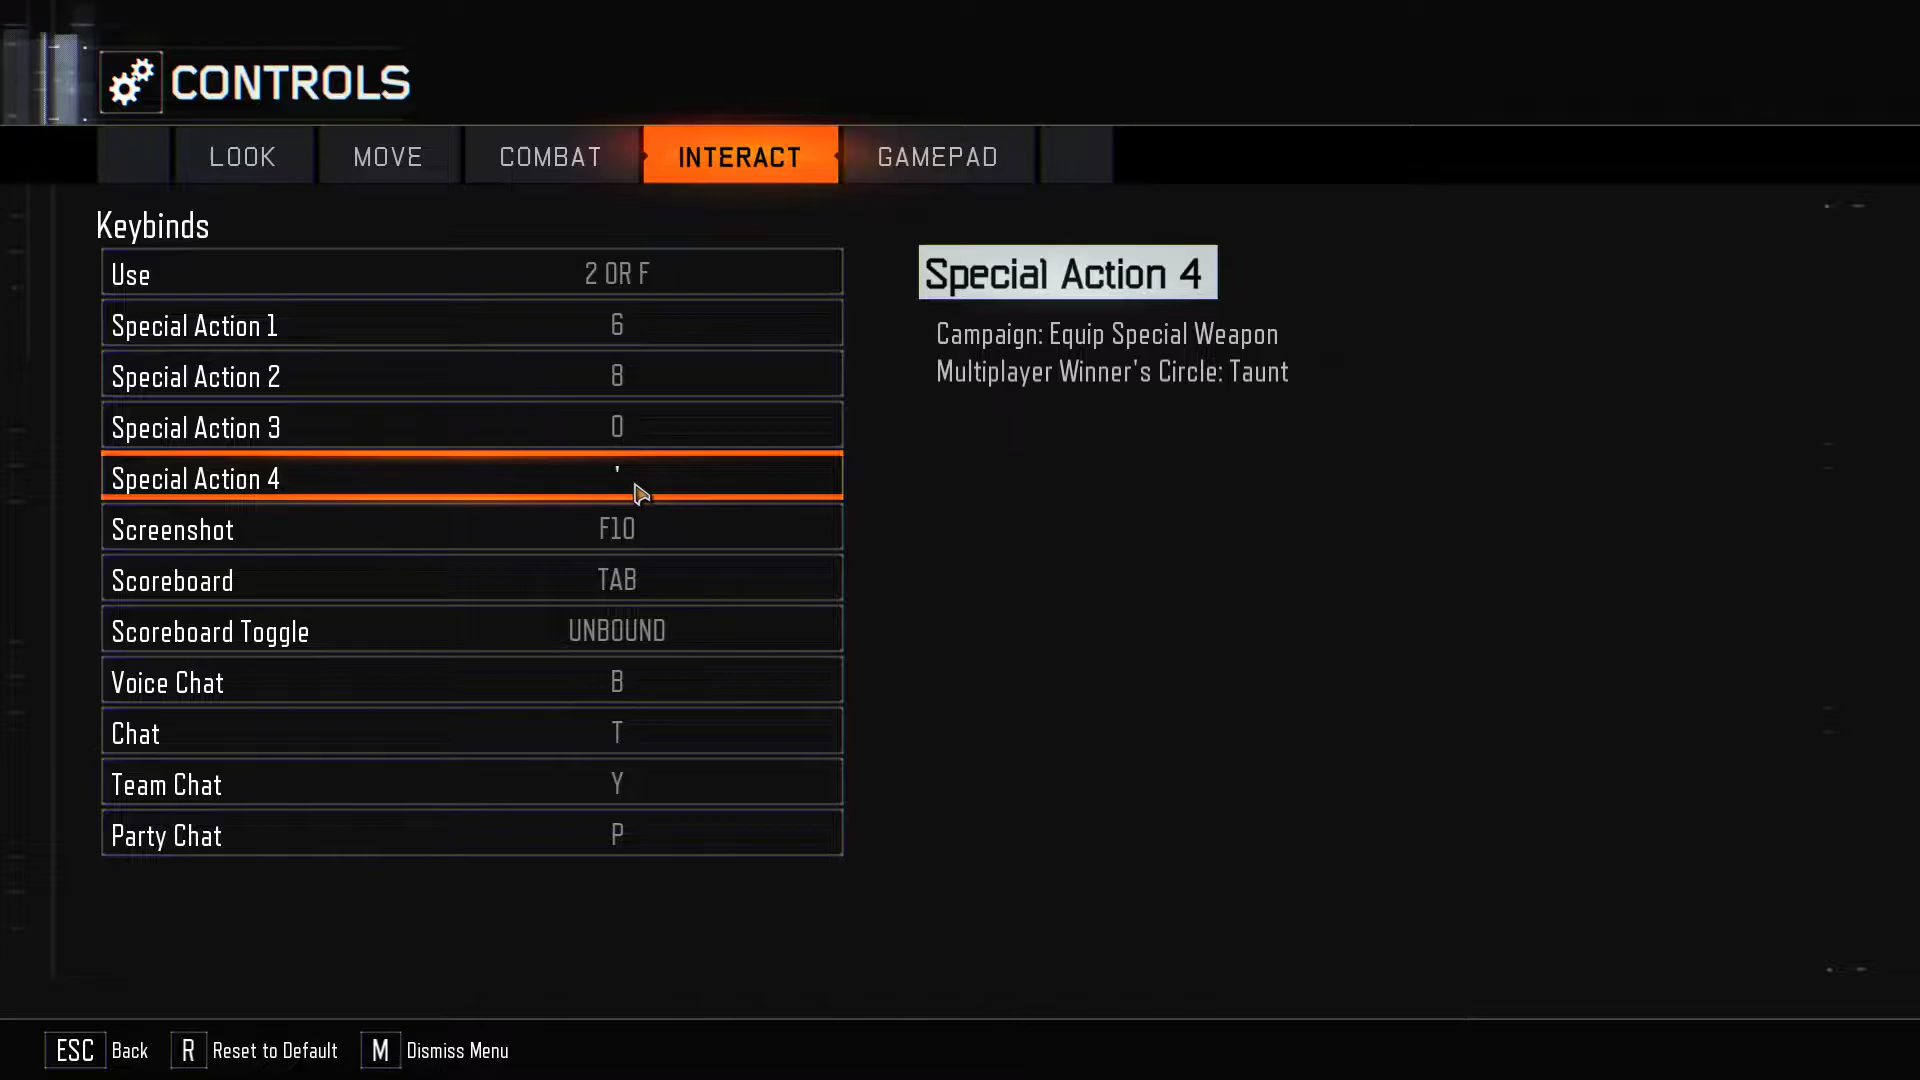 CONTROLS
LOOK MOVE COMBAT INTERACT GAMEPAD
Keybinds
Use 2 OR F
Special Action 1 6
Special Action 2 8
Special Action 3 0
Special Action 4 '
Screenshot F10
Scoreboard TAB
Scoreboard Toggle UNBOUND
Voice Chat B
Chat T
Team Chat Y
Party Chat P
Special Action 4
Campaign: Equip Special Weapon
Multiplayer Winner's Circle: Taunt
ESC Back R Reset to Default M Dismiss Menu